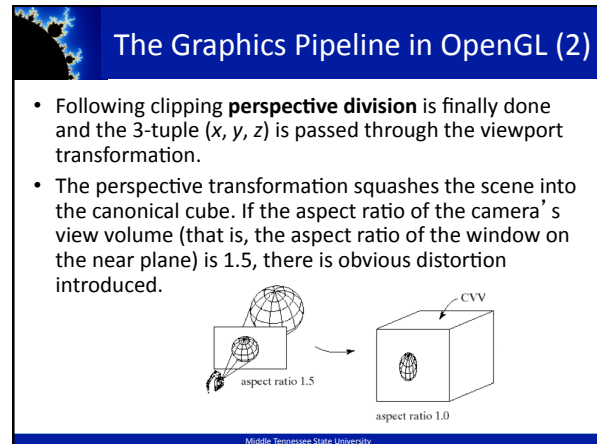 The Graphics Pipeline in OpenGL (2)
• Following clipping perspective division is finally done
and the 3-tuple (x, y, z) is passed through the viewport
transformation.
• The perspective transformation squashes the scene into
the canonical cube. If the aspect ratio of the camera's
view volume (that is, the aspect ratio of the window on
the near plane) is 1.5, there is obvious distortion
introduced.
CVV
aspect ratio 1.5
aspect ratio 1.0
Middle Tennessee State University